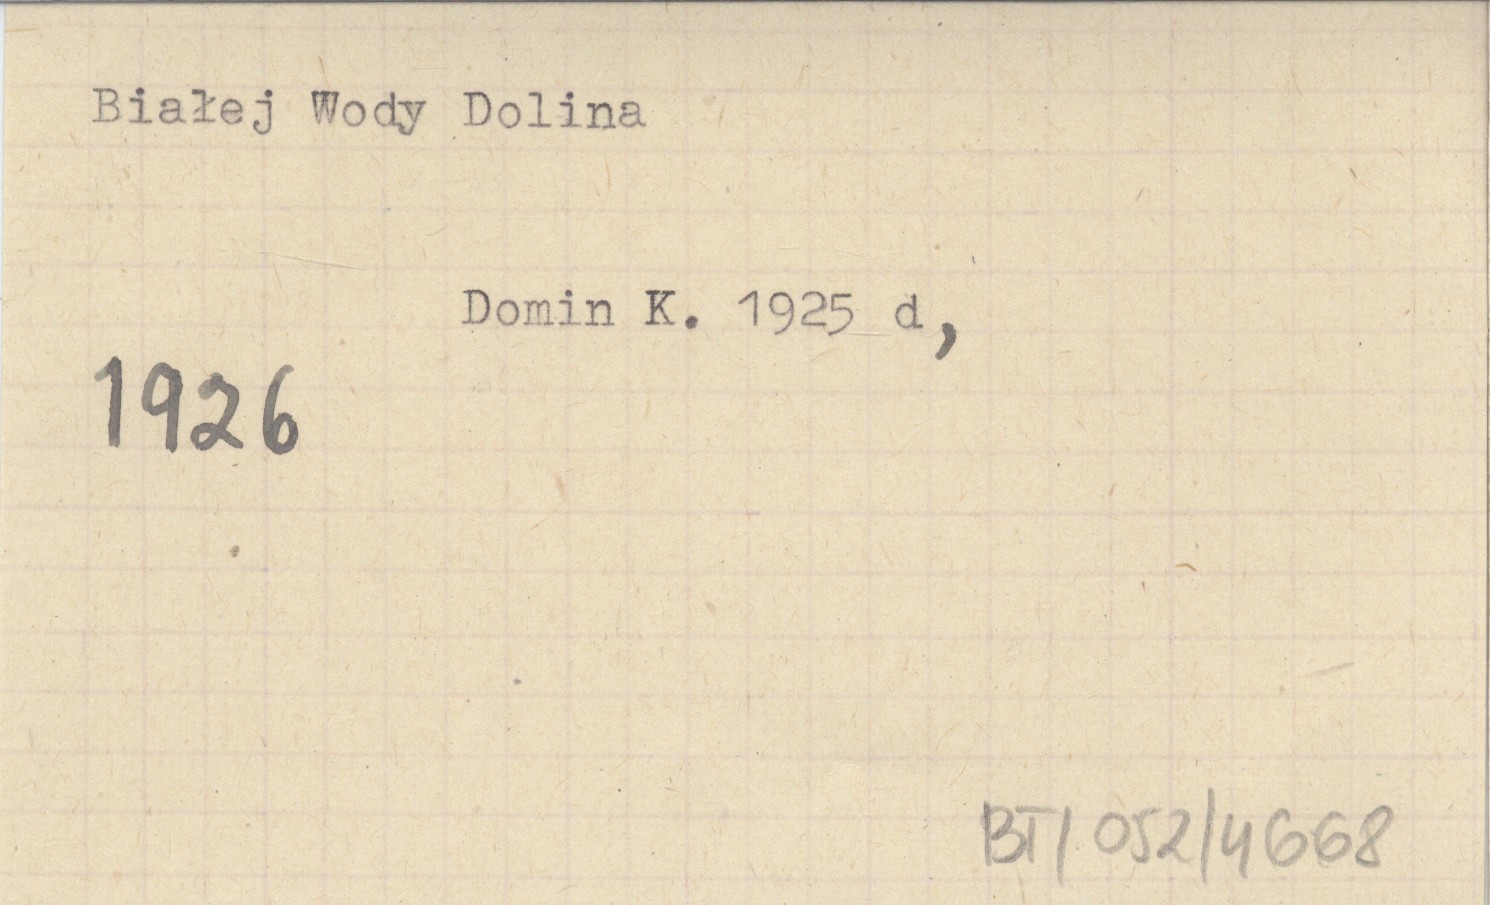 Białej Wody Dolina
Domin K. 1925 d,
1926
BT/052/4668